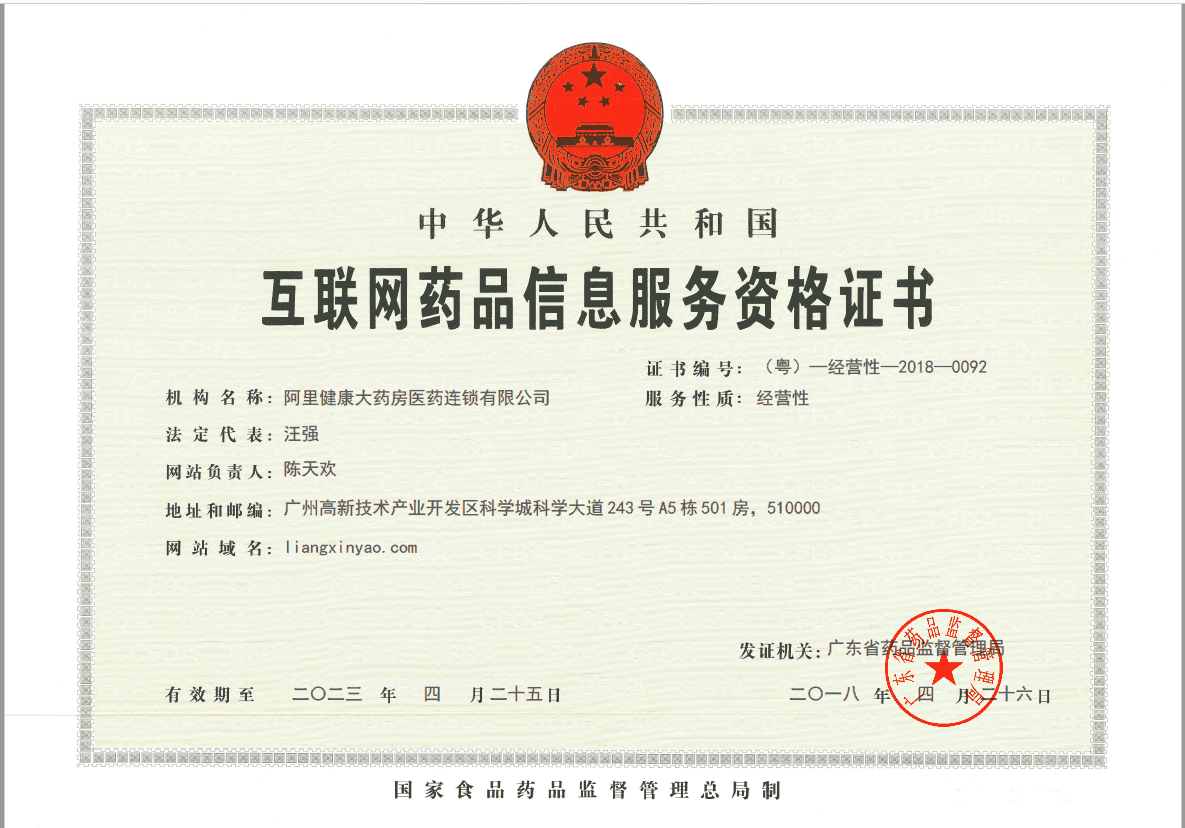 中华人民共和国
互联网药品信息服务资格证书
证书编号：（粤）—经营性—2018—0092
机构名称：阿里健康大药房医药连锁有限公司
服务性质：经营性
法定代表：汪强
网站负责人：陈天欢
地址和邮编：广州高新技术产业开发区科学城科学大道243号A5栋501房，510000
网站域名：liangxinyao.com
发证机关：广东省药品监督管理局
广东省药品监督管理局
有效期至 二〇二三 年 四 月二十五日
二〇一八 年 四 月二十六日
国家食品药品监督管理总局制